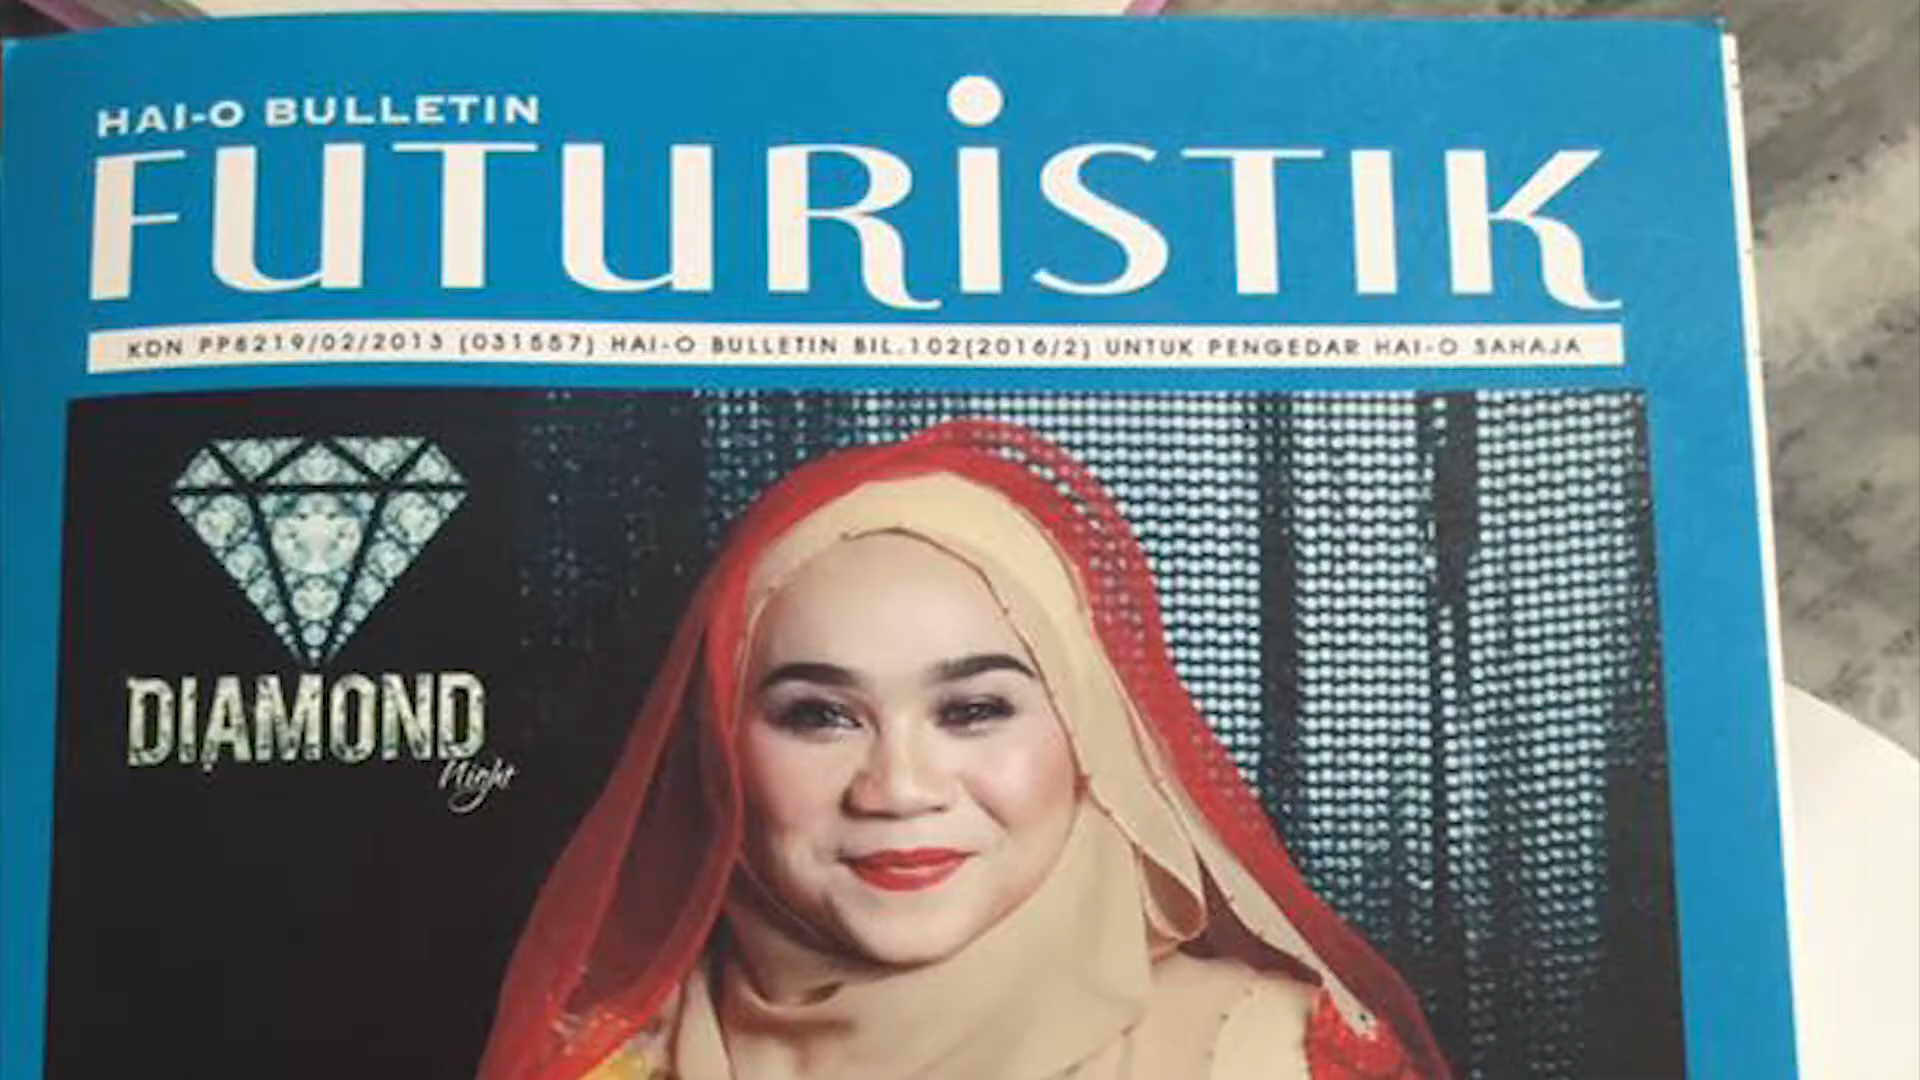 HAI-O BULLETIN
FUTURiSTIK
KDN PP6219/02/2013 (031557) HAI-O BULLETIN BIL.102(2016/2) UNTUK PENGEDAR HAI-O SAHAJA
DIAMOND
Night